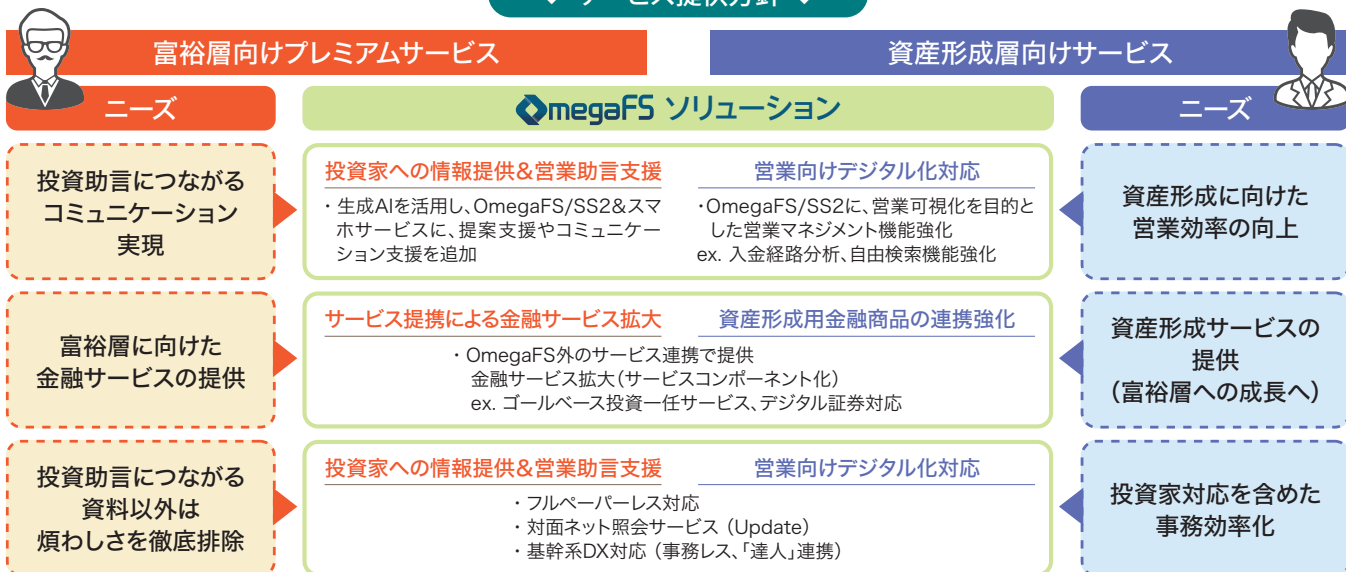 サービス提供方針
富裕層向けプレミアムサービス
資産形成層向けサービス
ニーズ
OmegaFS ソリューション
ニーズ
投資助言につながる
コミュニケーション
実現
投資家への情報提供&営業助言支援
・生成AIを活用し、OmegaFS/SS2&スマ
ホサービスに、提案支援やコミュニケー
ション支援を追加
営業向けデジタル化対応
・OmegaFS/SS2に、営業可視化を目的と
した営業マネジメント機能強化
ex. 入金経路分析、自由検索機能強化
資産形成に向けた
営業効率の向上
富裕層に向けた
金融サービスの提供
サービス提携による金融サービス拡大
資産形成用金融商品の連携強化
・OmegaFS外のサービス連携で提供
金融サービス拡大(サービスコンポーネント化)
ex. ゴールベース投資一任サービス、デジタル証券対応
資産形成サービスの
提供
(富裕層への成長へ)
投資助言につながる
資料以外は
煩わしさを徹底排除
投資家への情報提供&営業助言支援
営業向けデジタル化対応
・フルペーパーレス対応
・対面ネット照会サービス (Update)
・基幹系DX対応 (事務レス、「達人」連携)
投資家対応を含めた
事務効率化